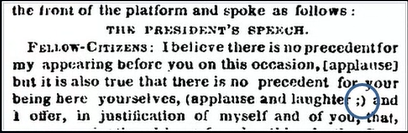 the front of the platform and spoke as follows :
THE PRESIDENT'S SPEECH.
FELLOW-CITIZENS : I believe there is no precedent for
my appearing before you on this occasion, [applause]
but it is also true that there is no precedent for your
being here yourselves, (applause and laughter ;) and
I offer, in justification of myself and of you, that,